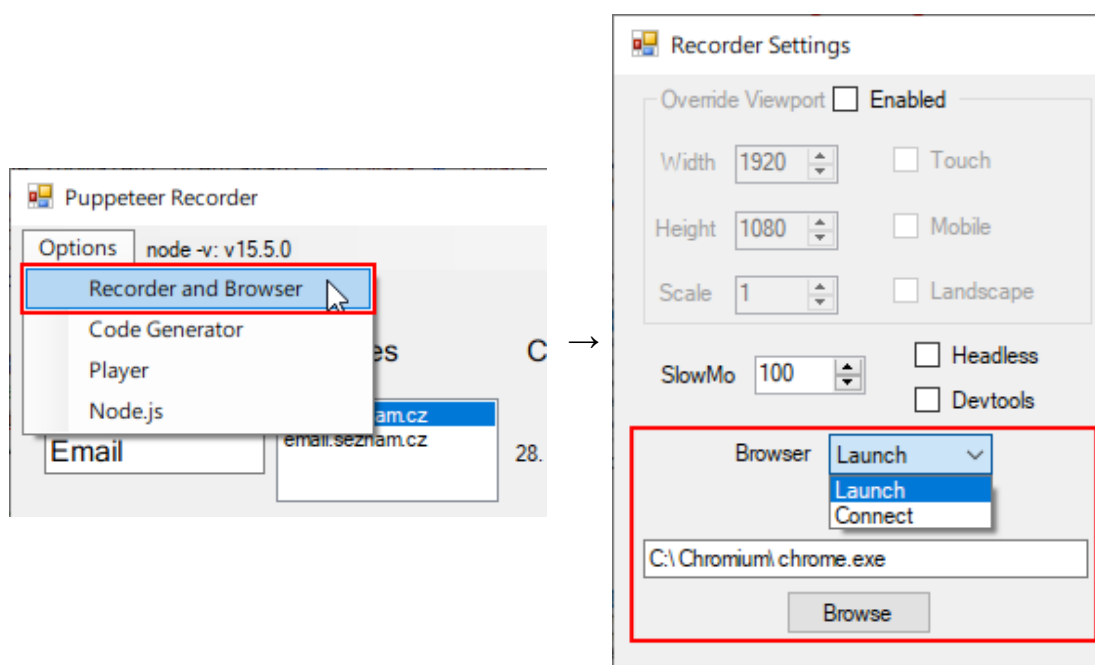 Puppeteer Recorder
Options node -v: v15.5.0
Recorder and Browser
Code Generator
Player
Node.js
es
C
am.cz
email.seznam.cz
Email
28.
→
Recorder Settings
Override Viewport Enabled
Width 1920 Touch
Height 1080 Mobile
Scale 1 Landscape
SlowMo 100 Headless
Devtools
Browser Launch
Launch
Connect
C:\Chromium\chrome.exe
Browse